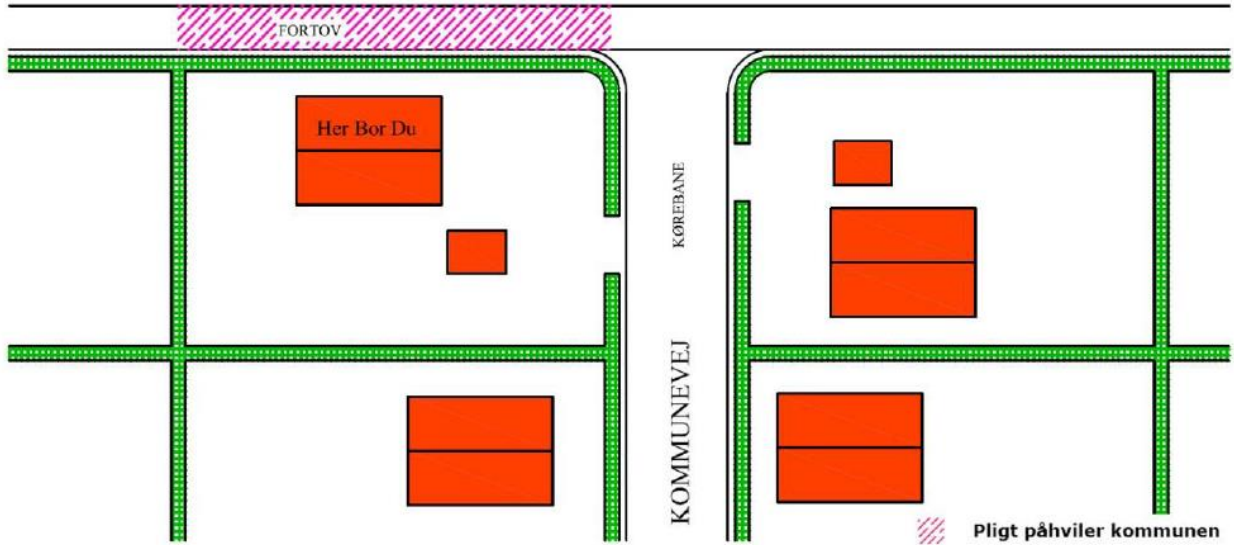 FORTOV
Her Bor Du
KØREBANE
KOMMUNEVEJ
Pligt påhviler kommunen